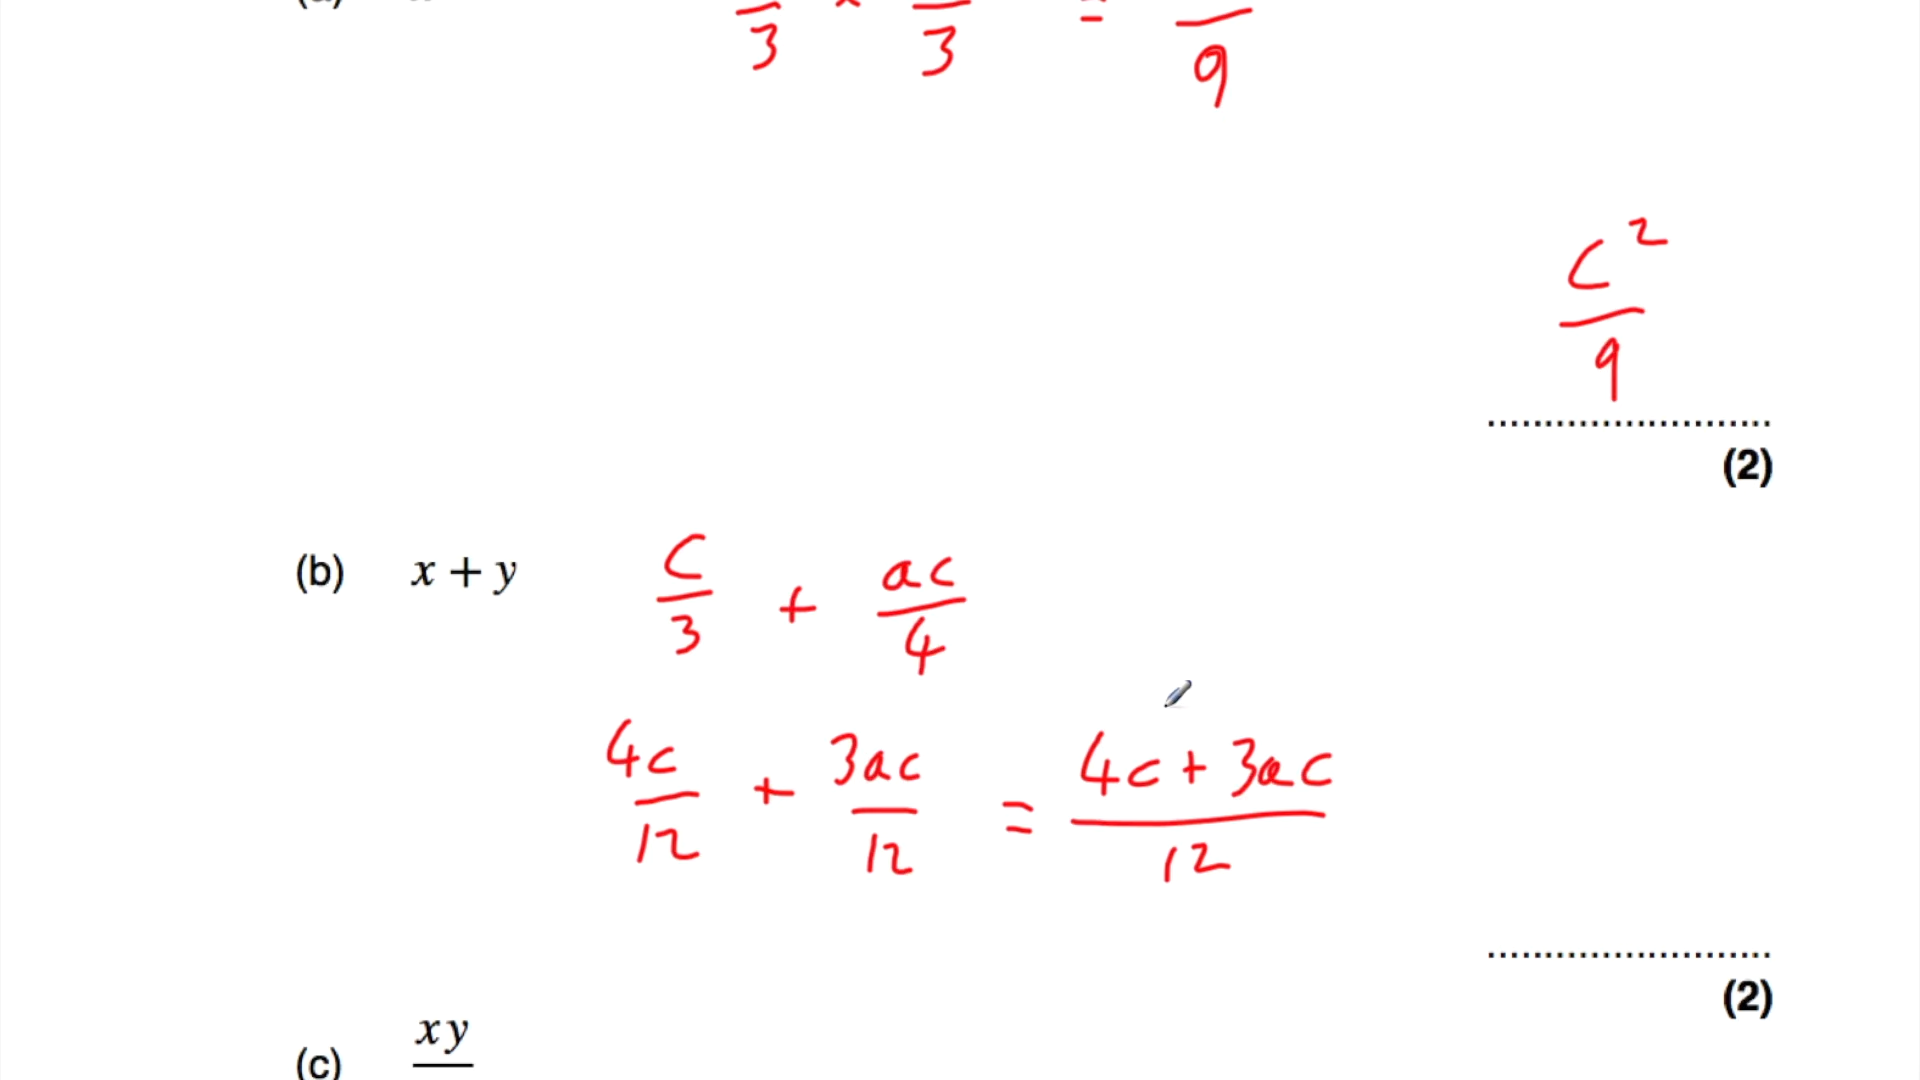 3 3 = 9
c²
9
(2)
(b) x + y c/3 + ac/4
4c/12 + 3ac/12 = 4c + 3ac/12
(2)
(c) xy